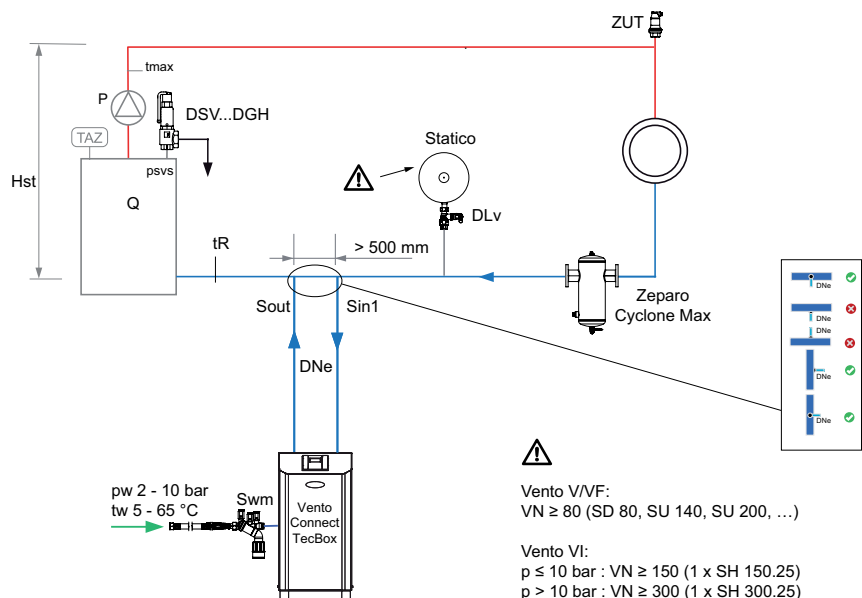 ZUT
tmax
P
DSV...DGH
TAZ
psvs
Statico
Hst
Q
DLv
tR
> 500 mm
Sout
Sin1
Zeparo
Cyclone Max
DNe
DNe
DNe
DNe
DNe
DNe
pw 2 - 10 bar
tw 5 - 65 °C
Swm
Vento
Connect
TecBox
Vento V/VF:
VN ≥ 80 (SD 80, SU 140, SU 200, …)
Vento VI:
p ≤ 10 bar : VN ≥ 150 (1 x SH 150.25)
p > 10 bar : VN ≥ 300 (1 x SH 300.25)